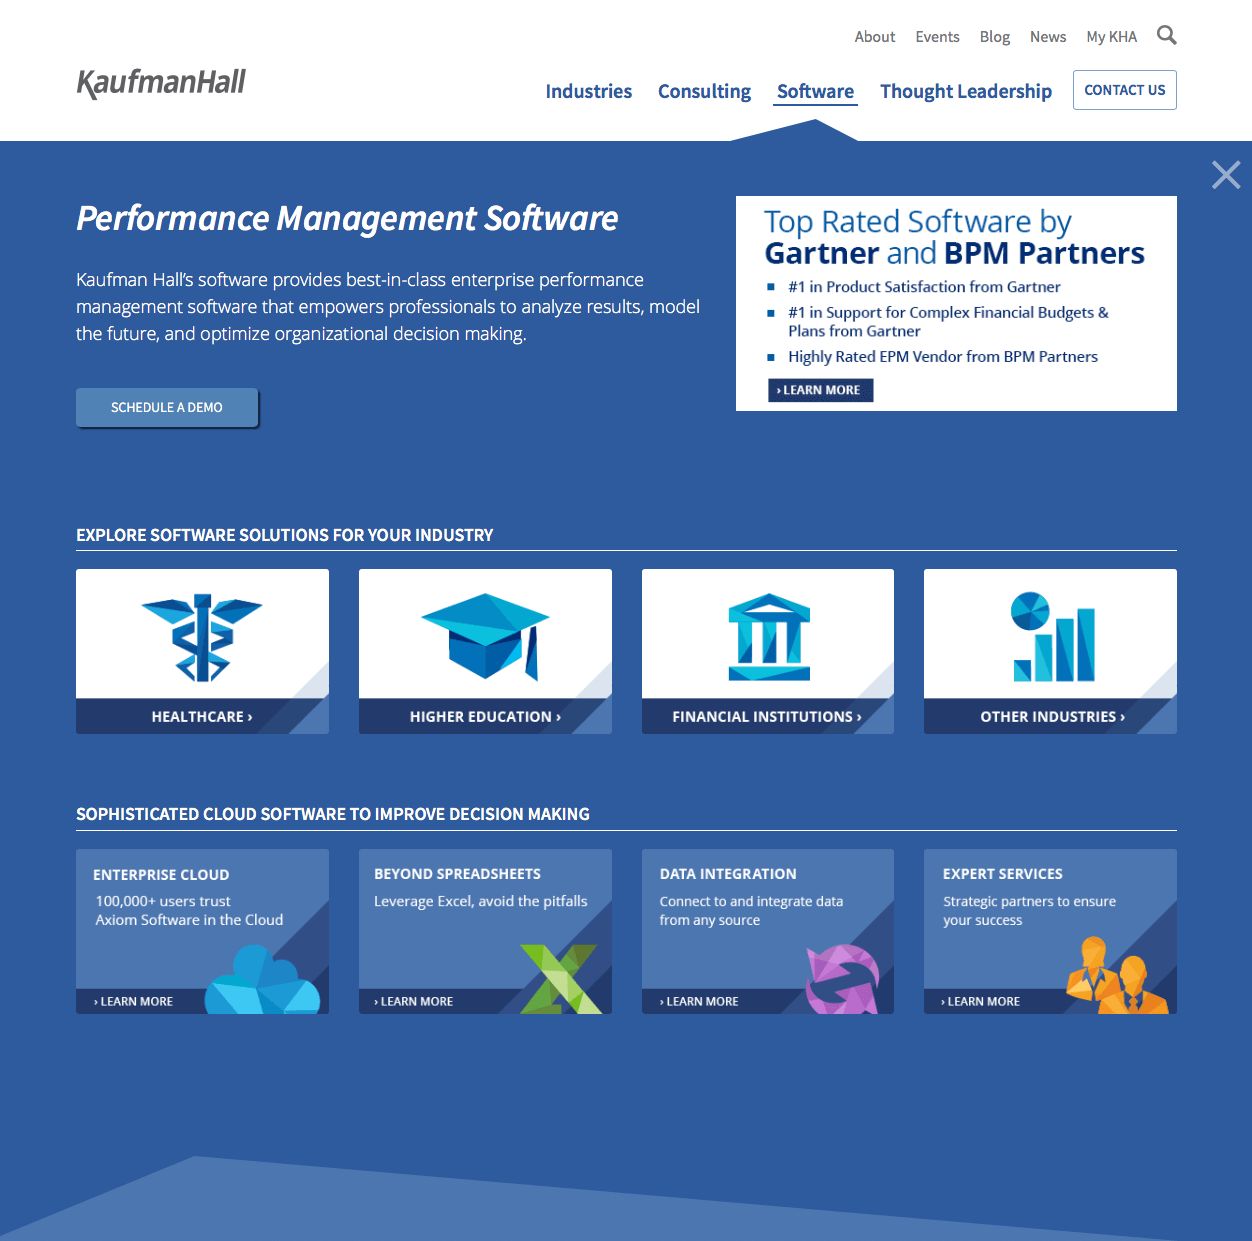 About Events Blog News My KHA
KaufmanHall
Industries Consulting Software Thought Leadership CONTACT US
Performance Management Software
Kaufman Hall's software provides best-in-class enterprise performance
management software that empowers professionals to analyze results, model
the future, and optimize organizational decision making.
SCHEDULE A DEMO
Top Rated Software by
Gartner and BPM Partners
#1 in Product Satisfaction from Gartner
#1 in Support for Complex Financial Budgets &
Plans from Gartner
Highly Rated EPM Vendor from BPM Partners
› LEARN MORE
EXPLORE SOFTWARE SOLUTIONS FOR YOUR INDUSTRY
HEALTHCARE ›
HIGHER EDUCATION ›
FINANCIAL INSTITUTIONS ›
OTHER INDUSTRIES ›
SOPHISTICATED CLOUD SOFTWARE TO IMPROVE DECISION MAKING
ENTERPRISE CLOUD
100,000+ users trust
Axiom Software in the Cloud
› LEARN MORE
BEYOND SPREADSHEETS
Leverage Excel, avoid the pitfalls
› LEARN MORE
DATA INTEGRATION
Connect to and integrate data
from any source
› LEARN MORE
EXPERT SERVICES
Strategic partners to ensure
your success
› LEARN MORE